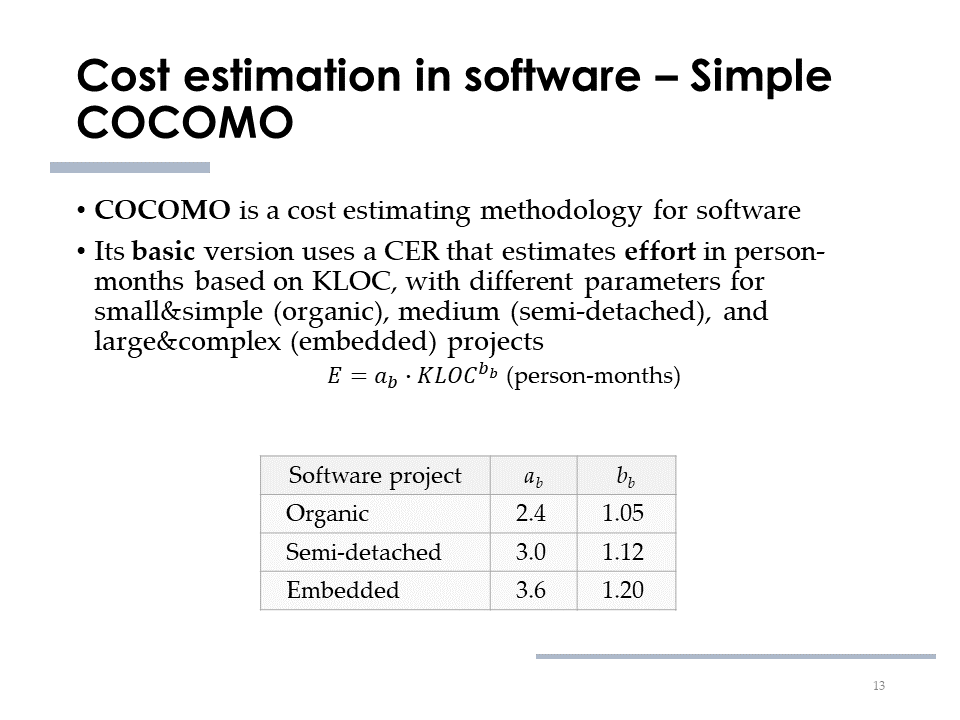 Cost estimation in software – Simple
COCOMO
• COCOMO is a cost estimating methodology for software
• Its basic version uses a CER that estimates effort in person-
months based on KLOC, with different parameters for
small&simple (organic), medium (semi-detached), and
large&complex (embedded) projects
𝐸 = 𝑎_𝑏 · 𝐾𝐿𝑂𝐶^{𝑏_𝑏} (person-months)
Software project a_b b_b
Organic 2.4 1.05
Semi-detached 3.0 1.12
Embedded 3.6 1.20
13